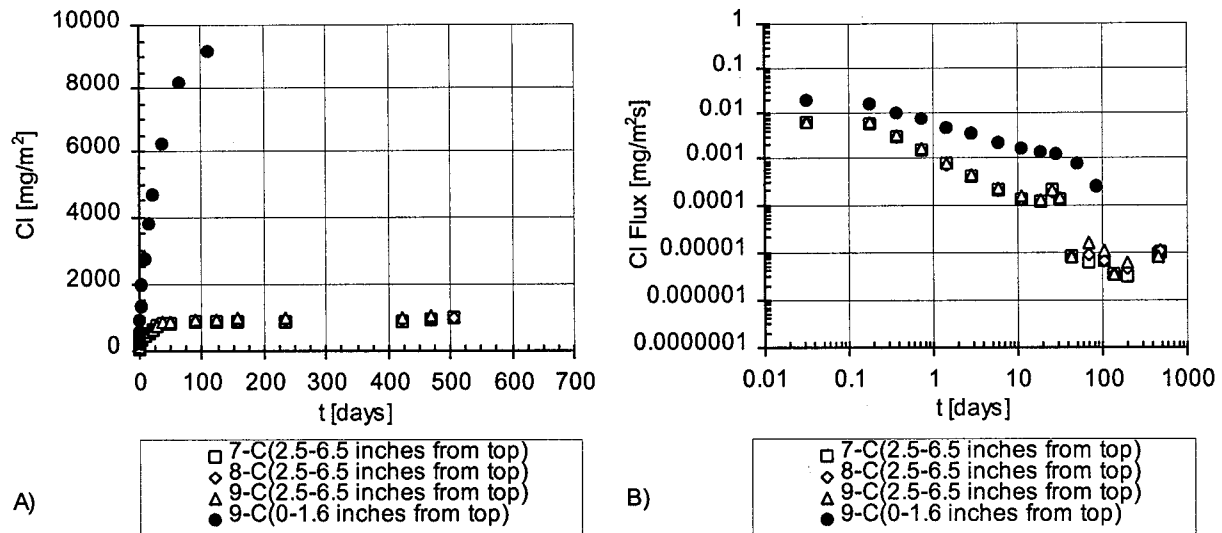 10000
8000
6000
4000
2000
0
Cl [mg/m²]
0 100 200 300 400 500 600 700
t [days]
□ 7-C(2.5-6.5 inches from top)
◇ 8-C(2.5-6.5 inches from top)
△ 9-C(2.5-6.5 inches from top)
● 9-C(0-1.6 inches from top)
A)
1
0.1
0.01
0.001
0.0001
0.00001
0.000001
0.0000001
Cl Flux [mg/m²s]
0.01 0.1 1 10 100 1000
t [days]
□ 7-C(2.5-6.5 inches from top)
◇ 8-C(2.5-6.5 inches from top)
△ 9-C(2.5-6.5 inches from top)
● 9-C(0-1.6 inches from top)
B)